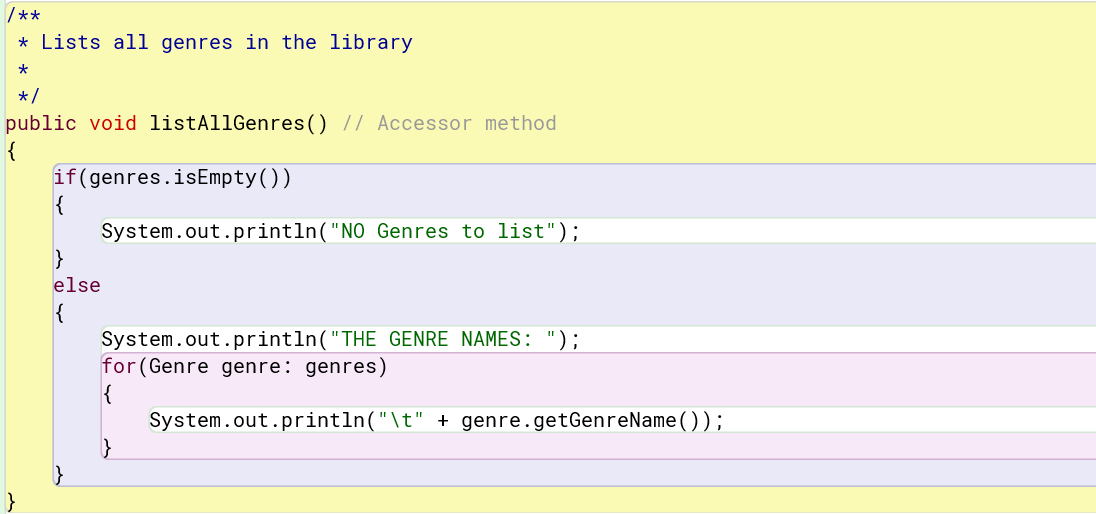 /**
 * Lists all genres in the library
 *
 */
public void listAllGenres() // Accessor method
{
    if(genres.isEmpty())
    {
        System.out.println("NO Genres to list");
    }
    else
    {
        System.out.println("THE GENRE NAMES: ");
        for(Genre genre: genres)
        {
            System.out.println("\t" + genre.getGenreName());
        }
    }
}